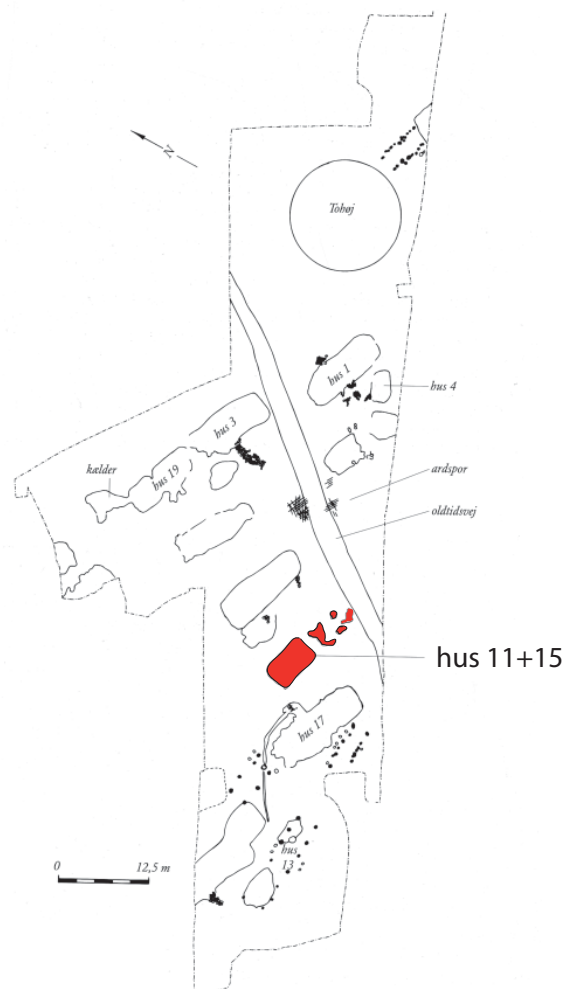 N
Tohøj
hus 1
hus 4
hus 3
kælder
hus 19
ardspor
oldtidsvej
hus 11+15
hus 17
0 12,5 m
hus
13